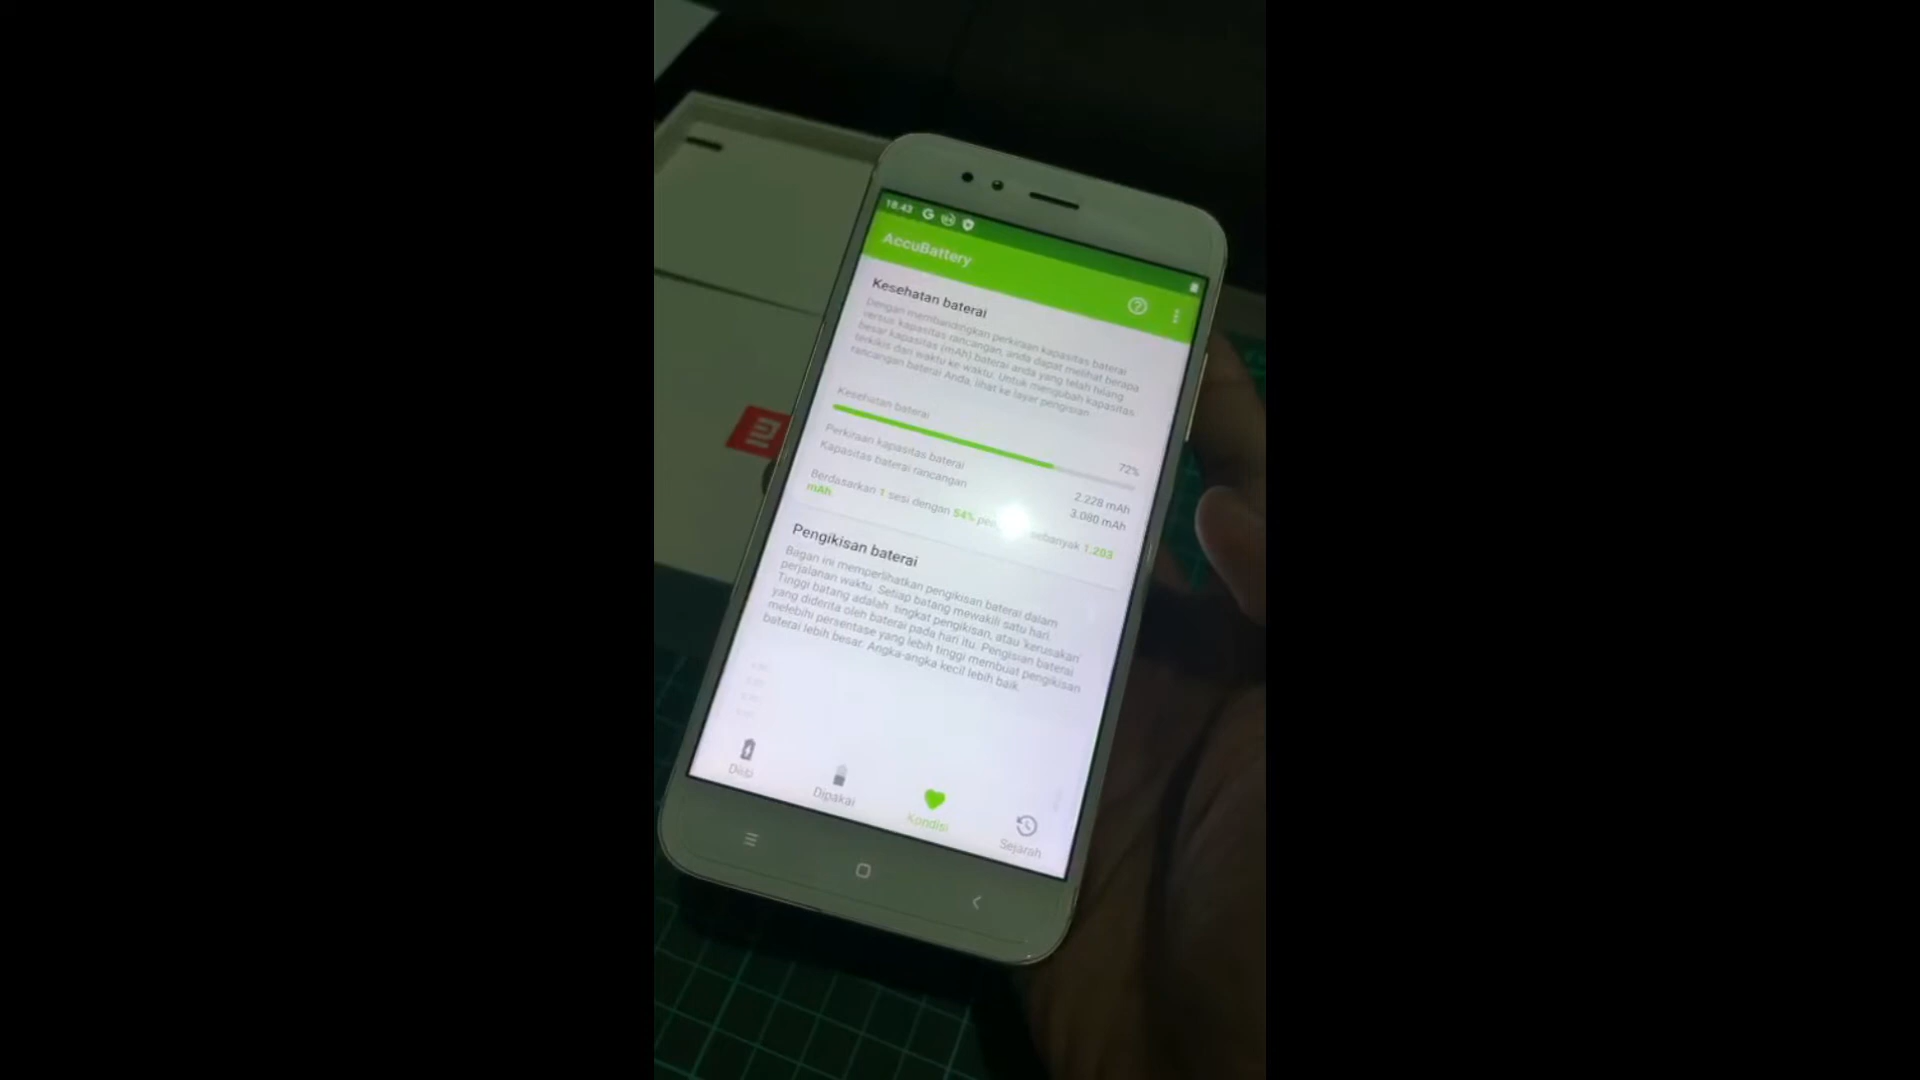 18.43
AccuBattery
Kesehatan baterai
Dengan membandingkan perkiraan kapasitas baterai
versus kapasitas rancangan, anda dapat melihat berapa
besar kapasitas (mAh) baterai anda yang telah hilang
terkikis dari waktu ke waktu. Untuk mengubah kapasitas
rancangan baterai Anda, lihat ke layar pengisian.
Kesehatan baterai
72%
Perkiraan kapasitas baterai 2.228 mAh
Kapasitas baterai rancangan 3.080 mAh
Berdasarkan 1 sesi dengan 54% sebanyak 1.203
mAh
Pengikisan baterai
Bagan ini memperlihatkan pengikisan baterai dalam
perjalanan waktu. Setiap batang mewakili satu hari.
Tinggi batang adalah tingkat pengikisan, atau 'kerusakan'
yang diderita oleh baterai pada hari itu. Pengisian baterai
melebihi persentase yang lebih tinggi membuat pengikisan
baterai lebih besar. Angka-angka kecil lebih baik.
Diisi
Dipakai
Kondisi
Sejarah